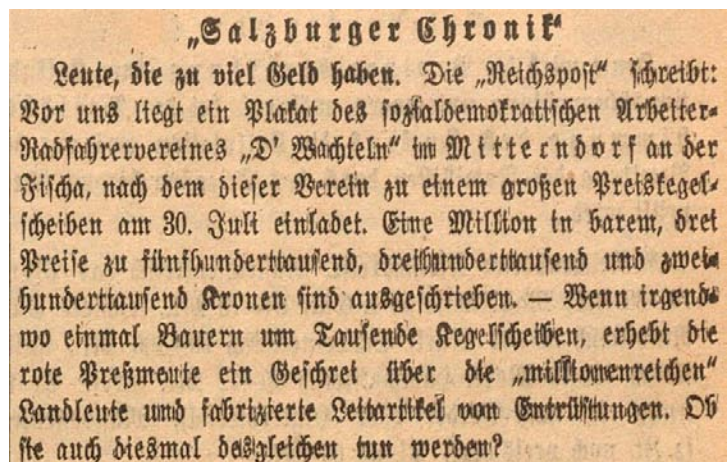 „Salzburger Chronik“
Leute, die zu viel Geld haben. Die „Reichspost“ schreibt:
Vor uns liegt ein Plakat des sozialdemokratischen Arbeiter-
Radfahrervereines „D' Wachteln“ im Mitterndorf an der
Fischa, nach dem dieser Verein zu einem großen Preiskegel-
scheiben am 30. Juli einladet. Eine Million in barem, drei
Preise zu fünfhunderttausend, dreihunderttausend und zwei-
hunderttausend Kronen sind ausgeschrieben. — Wenn irgend-
wo einmal Bauern um Tausende Kegelscheiben, erhebt die
rote Preßmeute ein Geschrei über die „millionenreichen“
Landleute und fabrizierte Leitartikel von Entrüstungen. Ob
sie auch diesmal desgleichen tun werden?